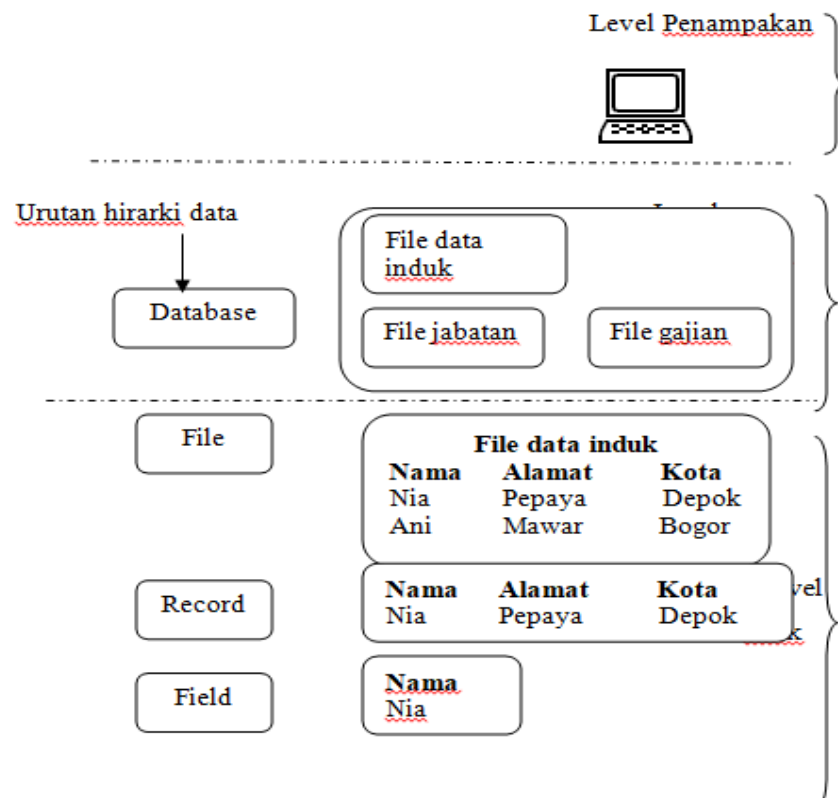 Level Penampakan
Urutan hirarki data
File data
induk
Database
File jabatan
File gajian
File
File data induk
Nama Alamat Kota
Nia Pepaya Depok
Ani Mawar Bogor
Record
Nama Alamat Kota
Nia Pepaya Depok
Field
Nama
Nia